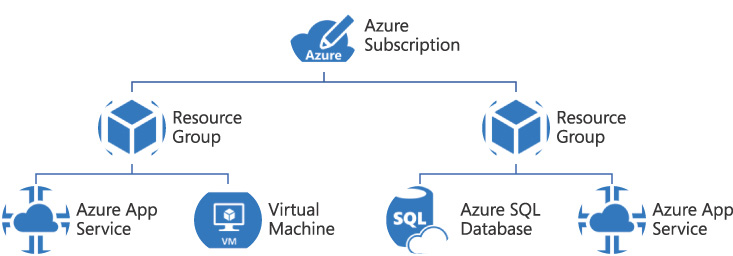 Azure
Azure
Subscription
Resource
Group
Resource
Group
Azure App
Service
VM
Virtual
Machine
SQL
Azure SQL
Database
Azure App
Service